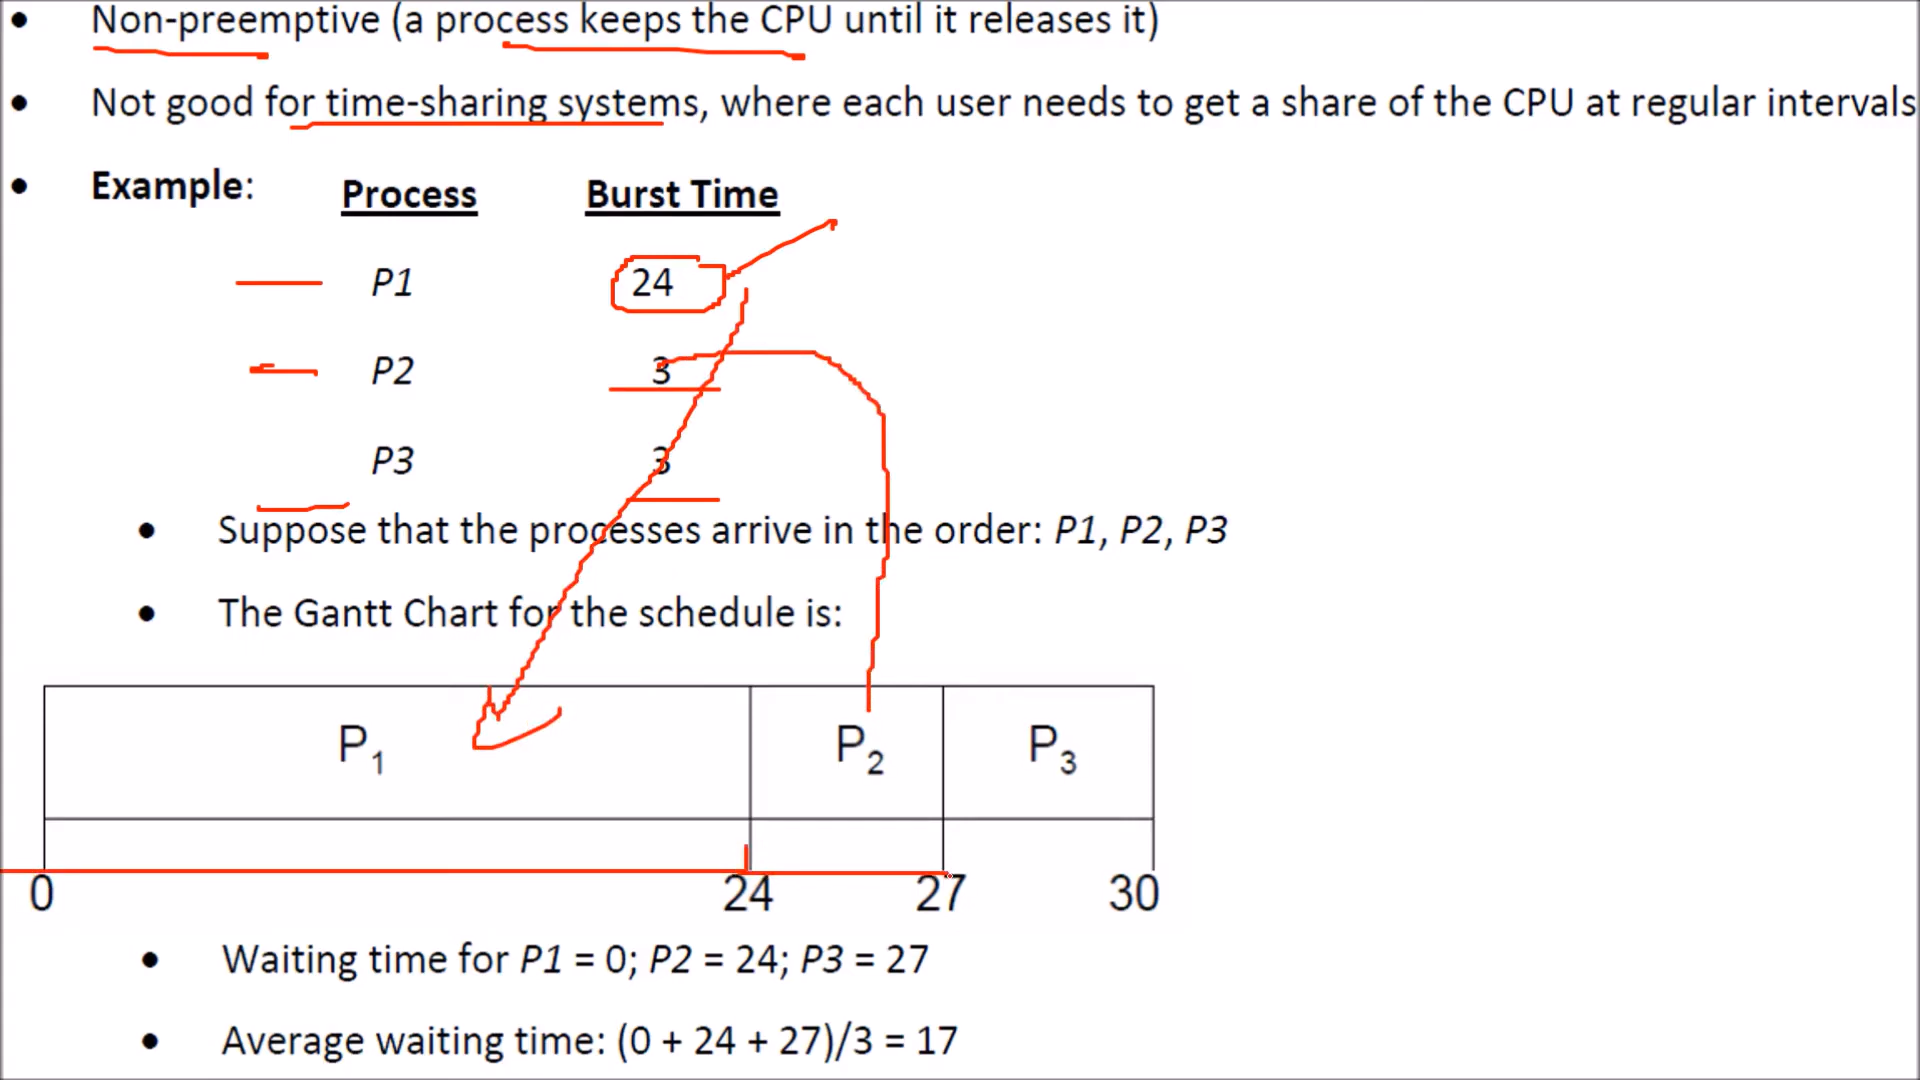 • Non-preemptive (a process keeps the CPU until it releases it)
• Not good for time-sharing systems, where each user needs to get a share of the CPU at regular intervals
• Example: Process Burst Time
P1 24
P2 3
P3 3
• Suppose that the processes arrive in the order: P1, P2, P3
• The Gantt Chart for the schedule is:
P1 P2 P3
0 24 27 30
• Waiting time for P1 = 0; P2 = 24; P3 = 27
• Average waiting time: (0 + 24 + 27)/3 = 17